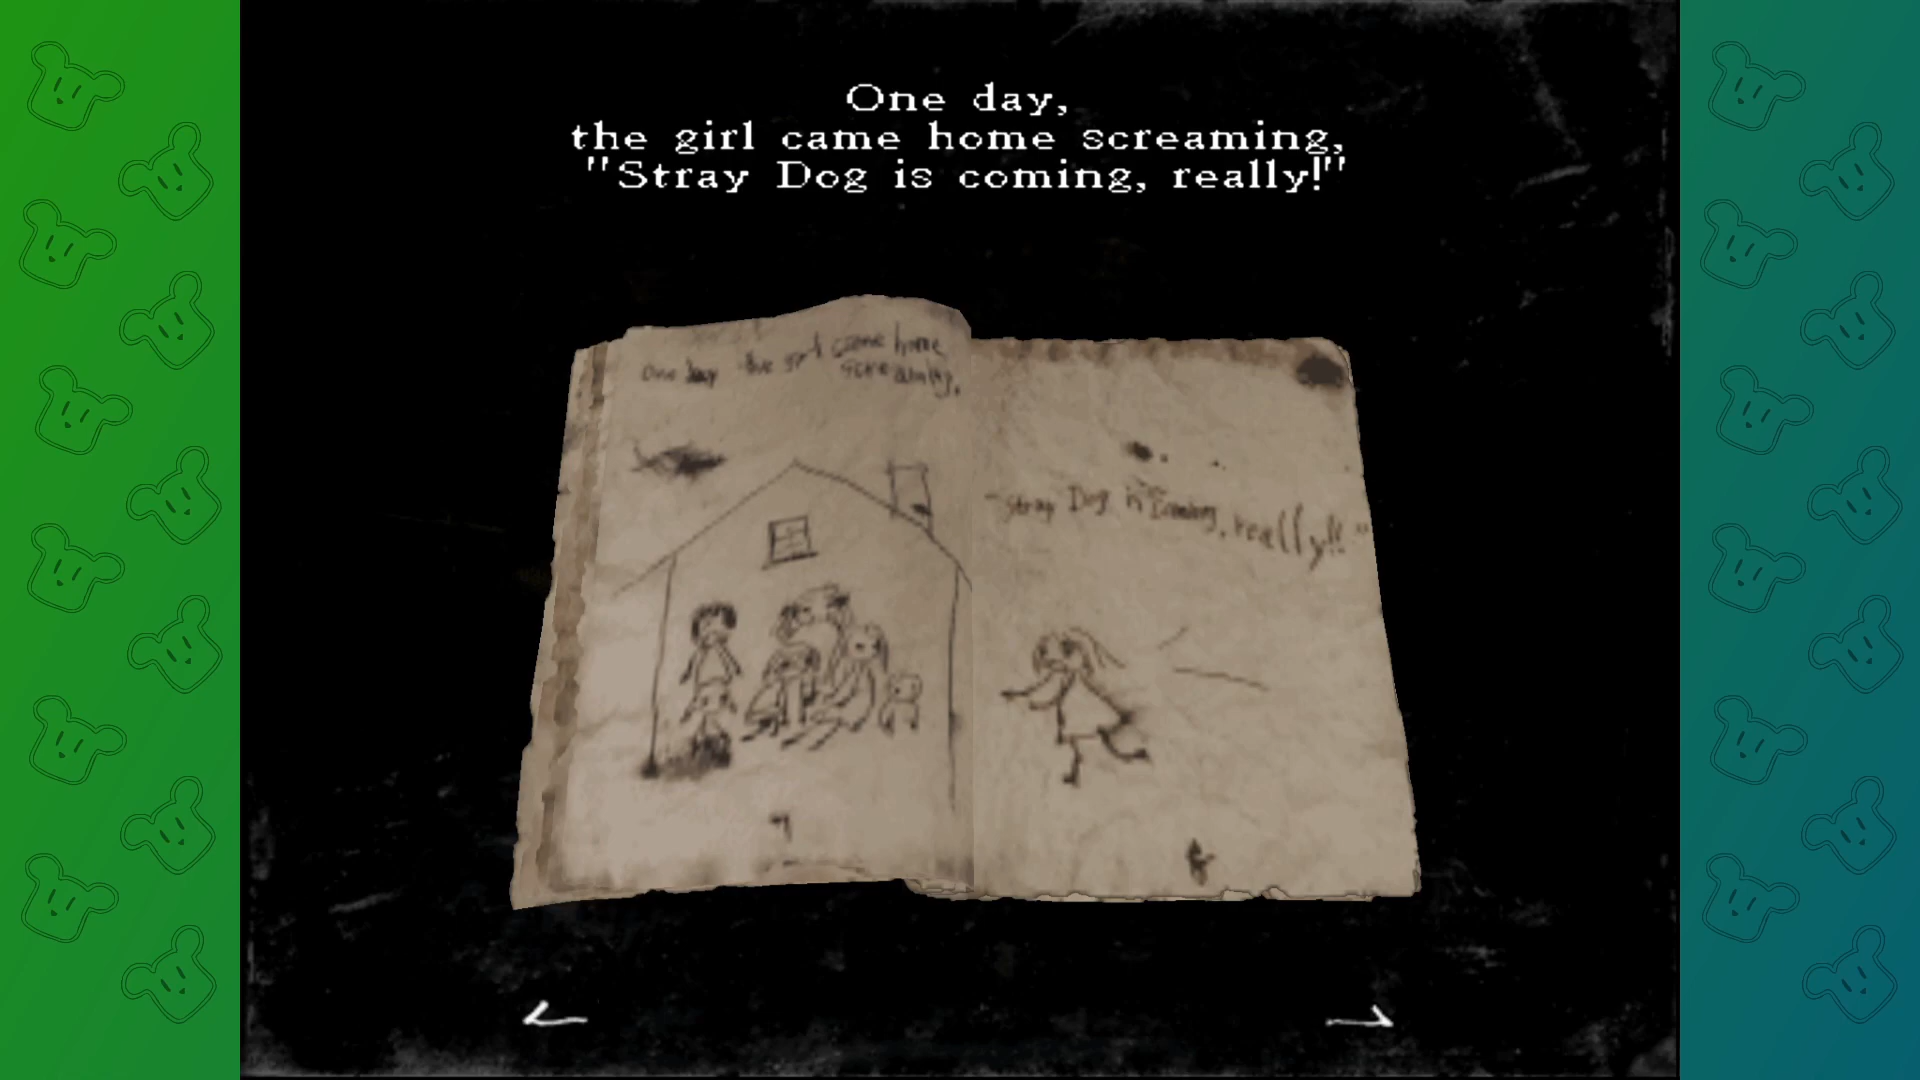 One day,
the girl came home screaming,
"Stray Dog is coming, really!"
One day the girl came home
screaming,
"Stray Dog is coming, really!!"